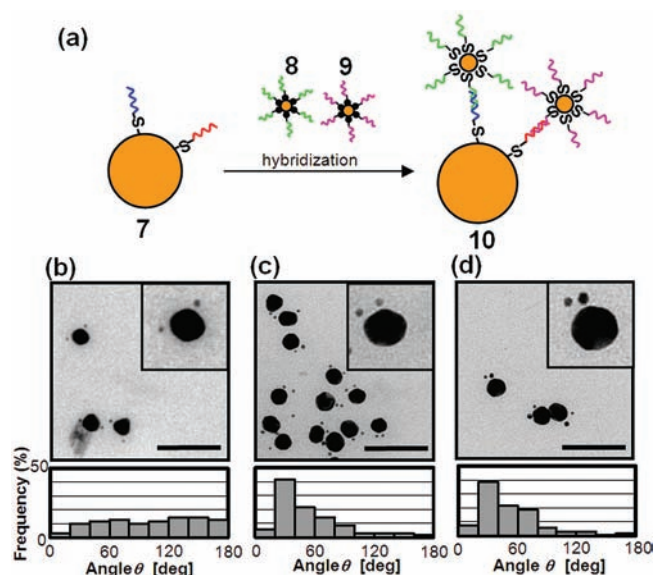 (a)
8 9
S
S
hybridization
7
S S S S S S
S S S S S S
S
S
10
(b) (c) (d)
50
Frequency (%)
0
0 60 120 180
0 60 120 180
0 60 120 180
Angle θ [deg]
Angle θ [deg]
Angle θ [deg]